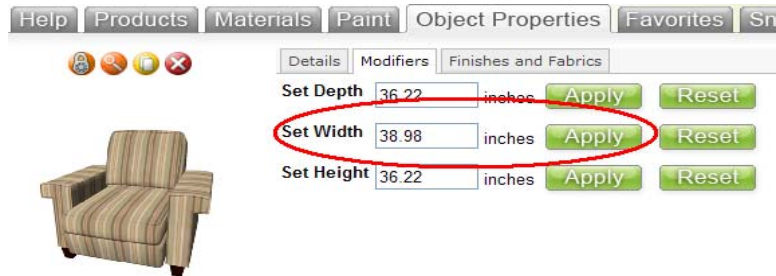 Help Products Materials Paint Object Properties Favorites Sn
Details Modifiers Finishes and Fabrics
Set Depth 36.22 inches Apply Reset
Set Width 38.98 inches Apply Reset
Set Height 36.22 inches Apply Reset